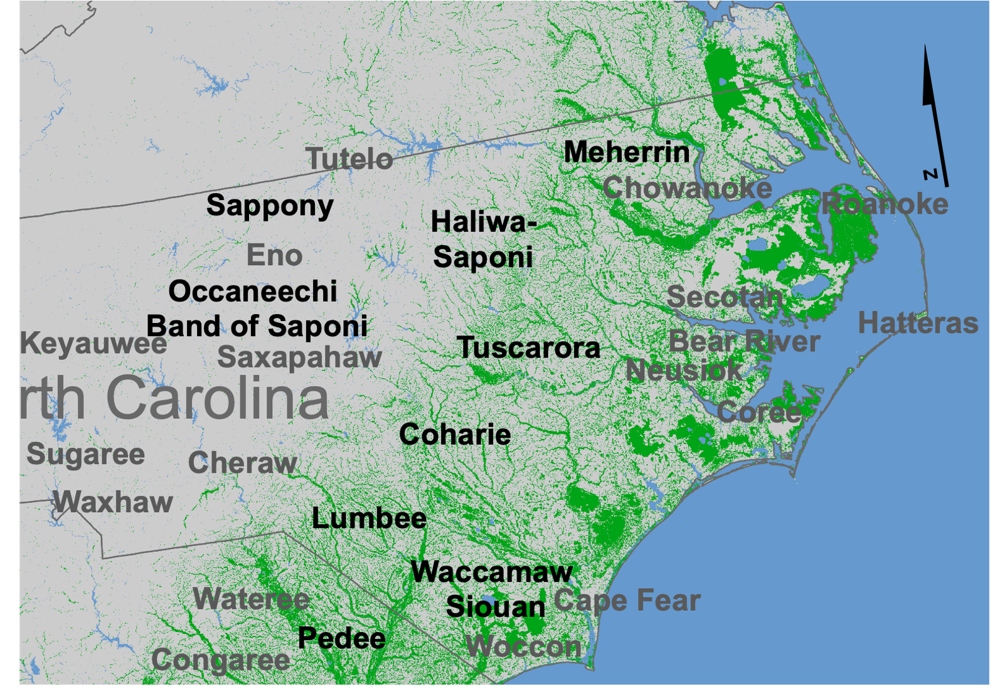 Meherrin
Tutelo
Chowanoke
Sappony
Roanoke
Haliwa-
Saponi
Eno
Occaneechi
Band of Saponi
Secotan
Hatteras
Keyauwee
Saxapahaw
Tuscarora
Bear River
Neusiok
rth Carolina
Coree
Coharie
Sugaree
Cheraw
Waxhaw
Lumbee
Waccamaw
Siouan
Cape Fear
Wateree
Pedee
Woccon
Congaree
N